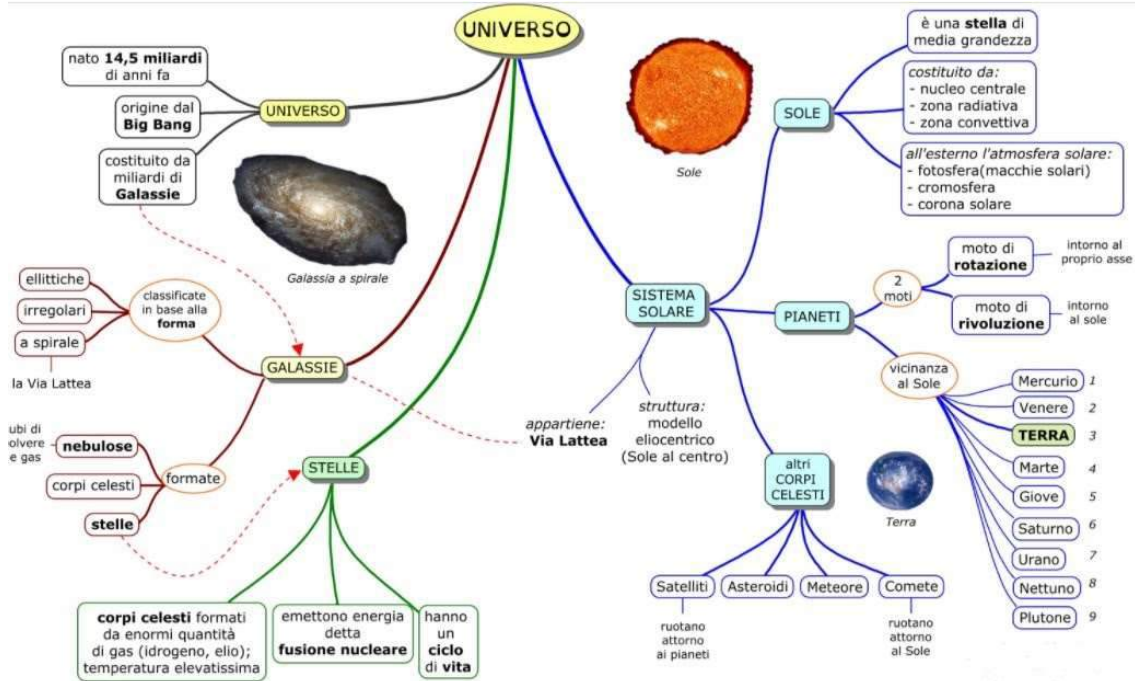 UNIVERSO
nato 14,5 miliardi
di anni fa
origine dal
Big Bang
costituito da
miliardi di
Galassie
UNIVERSO
Galassia a spirale
ellittiche
irregolari
a spirale
la Via Lattea
classificate
in base alla
forma
GALASSIE
ubi di
olvere
e gas
nebulose
corpi celesti
stelle
formate
STELLE
corpi celesti formati
da enormi quantità
di gas (idrogeno, elio);
temperatura elevatissima
emettono energia
detta
fusione nucleare
hanno
un
ciclo
di vita
Sole
SOLE
è una stella di
media grandezza
costituito da:
- nucleo centrale
- zona radiativa
- zona convettiva
all'esterno l'atmosfera solare:
- fotosfera(macchie solari)
- cromosfera
- corona solare
SISTEMA
SOLARE
appartiene:
Via Lattea
struttura:
modello
eliocentrico
(Sole al centro)
PIANETI
2
moti
moto di
rotazione
intorno al
proprio asse
moto di
rivoluzione
intorno
al sole
vicinanza
al Sole
Mercurio 1
Venere 2
TERRA 3
Marte 4
Giove 5
Saturno 6
Urano 7
Nettuno 8
Plutone 9
altri
CORPI
CELESTI
Terra
Satelliti
ruotano
attorno
ai pianeti
Asteroidi
Meteore
Comete
ruotano
attorno
al Sole